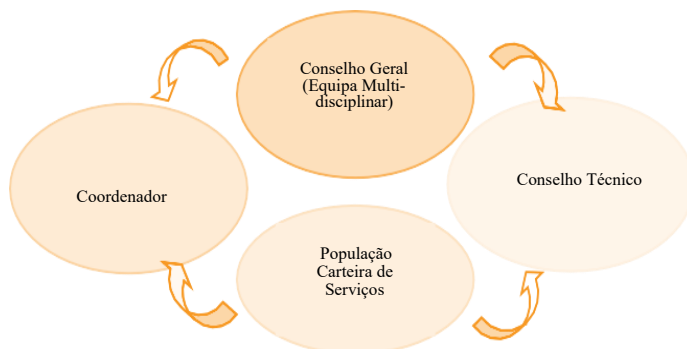 Conselho Geral
(Equipa Multi-
disciplinar)
Coordenador
Conselho Técnico
População
Carteira de
Serviços